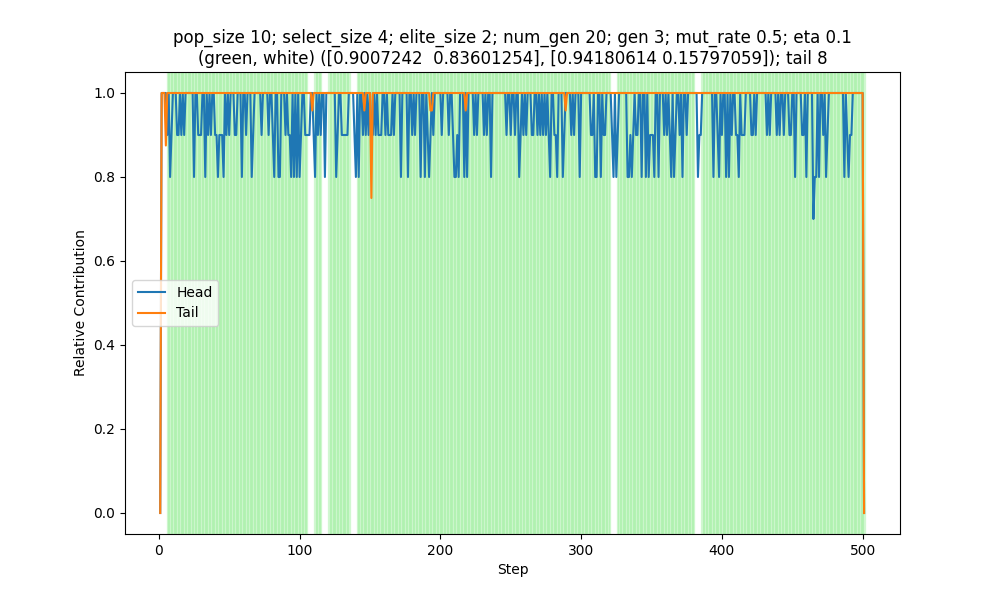 pop_size 10; select_size 4; elite_size 2; num_gen 20; gen 3; mut_rate 0.5; eta 0.1
(green, white) ([0.9007242  0.83601254], [0.94180614 0.15797059]); tail 8
1.0
0.8
0.6
0.4
0.2
0.0
Relative Contribution
Head
Tail
0
100
200
300
400
500
Step